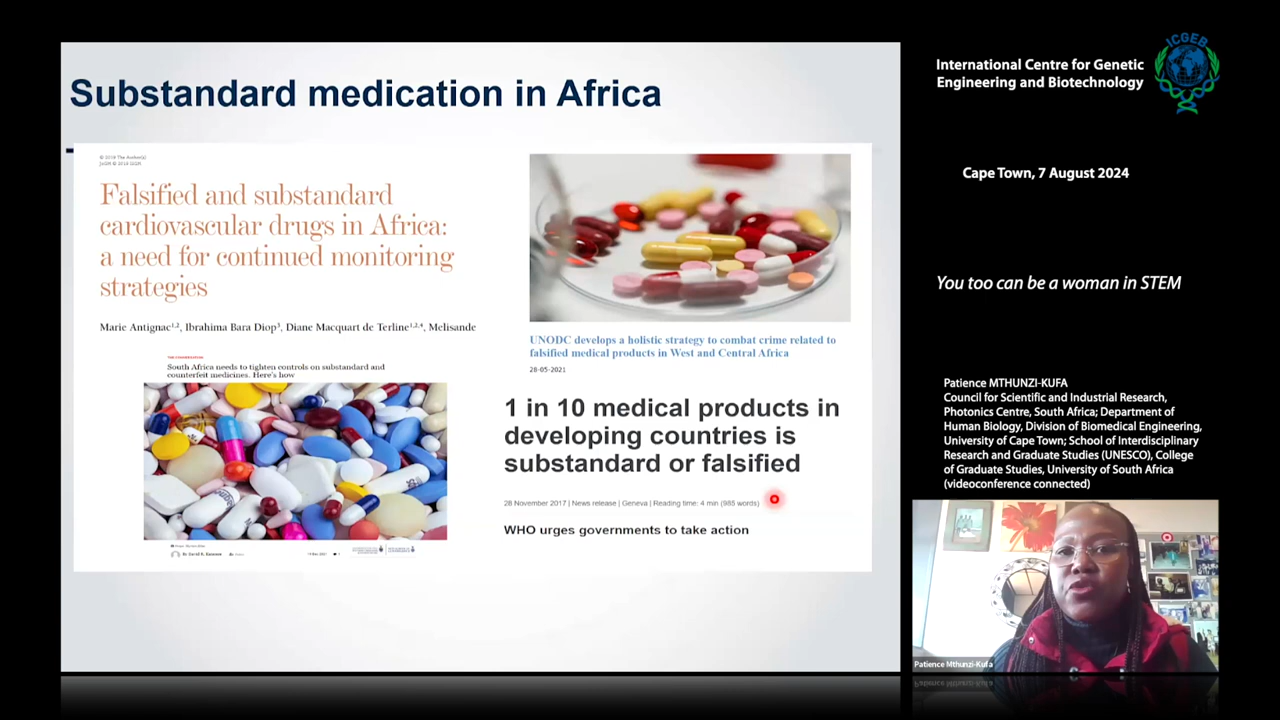 Substandard medication in Africa
Falsified and substandard
cardiovascular drugs in Africa:
a need for continued monitoring
strategies
Marie Antignac1,2, Ibrahima Bara Diop3, Diane Macquart de Terline1,2,4, Melisande
South Africa needs to tighten controls on substandard and
counterfeit medicines. Here's how
UNODC develops a holistic strategy to combat crime related to
falsified medical products in West and Central Africa
28-05-2021
1 in 10 medical products in
developing countries is
substandard or falsified
28 November 2017 | News release | Geneva | Reading time: 4 min (985 words)
WHO urges governments to take action
International Centre for Genetic
Engineering and Biotechnology
ICGEB
Cape Town, 7 August 2024
You too can be a woman in STEM
Patience MTHUNZI-KUFA
Council for Scientific and Industrial Research,
Photonics Centre, South Africa; Department of
Human Biology, Division of Biomedical Engineering,
University of Cape Town; School of Interdisciplinary
Research and Graduate Studies (UNESCO), College
of Graduate Studies, University of South Africa
(videoconference connected)
Patience Mthunzi-Kufa